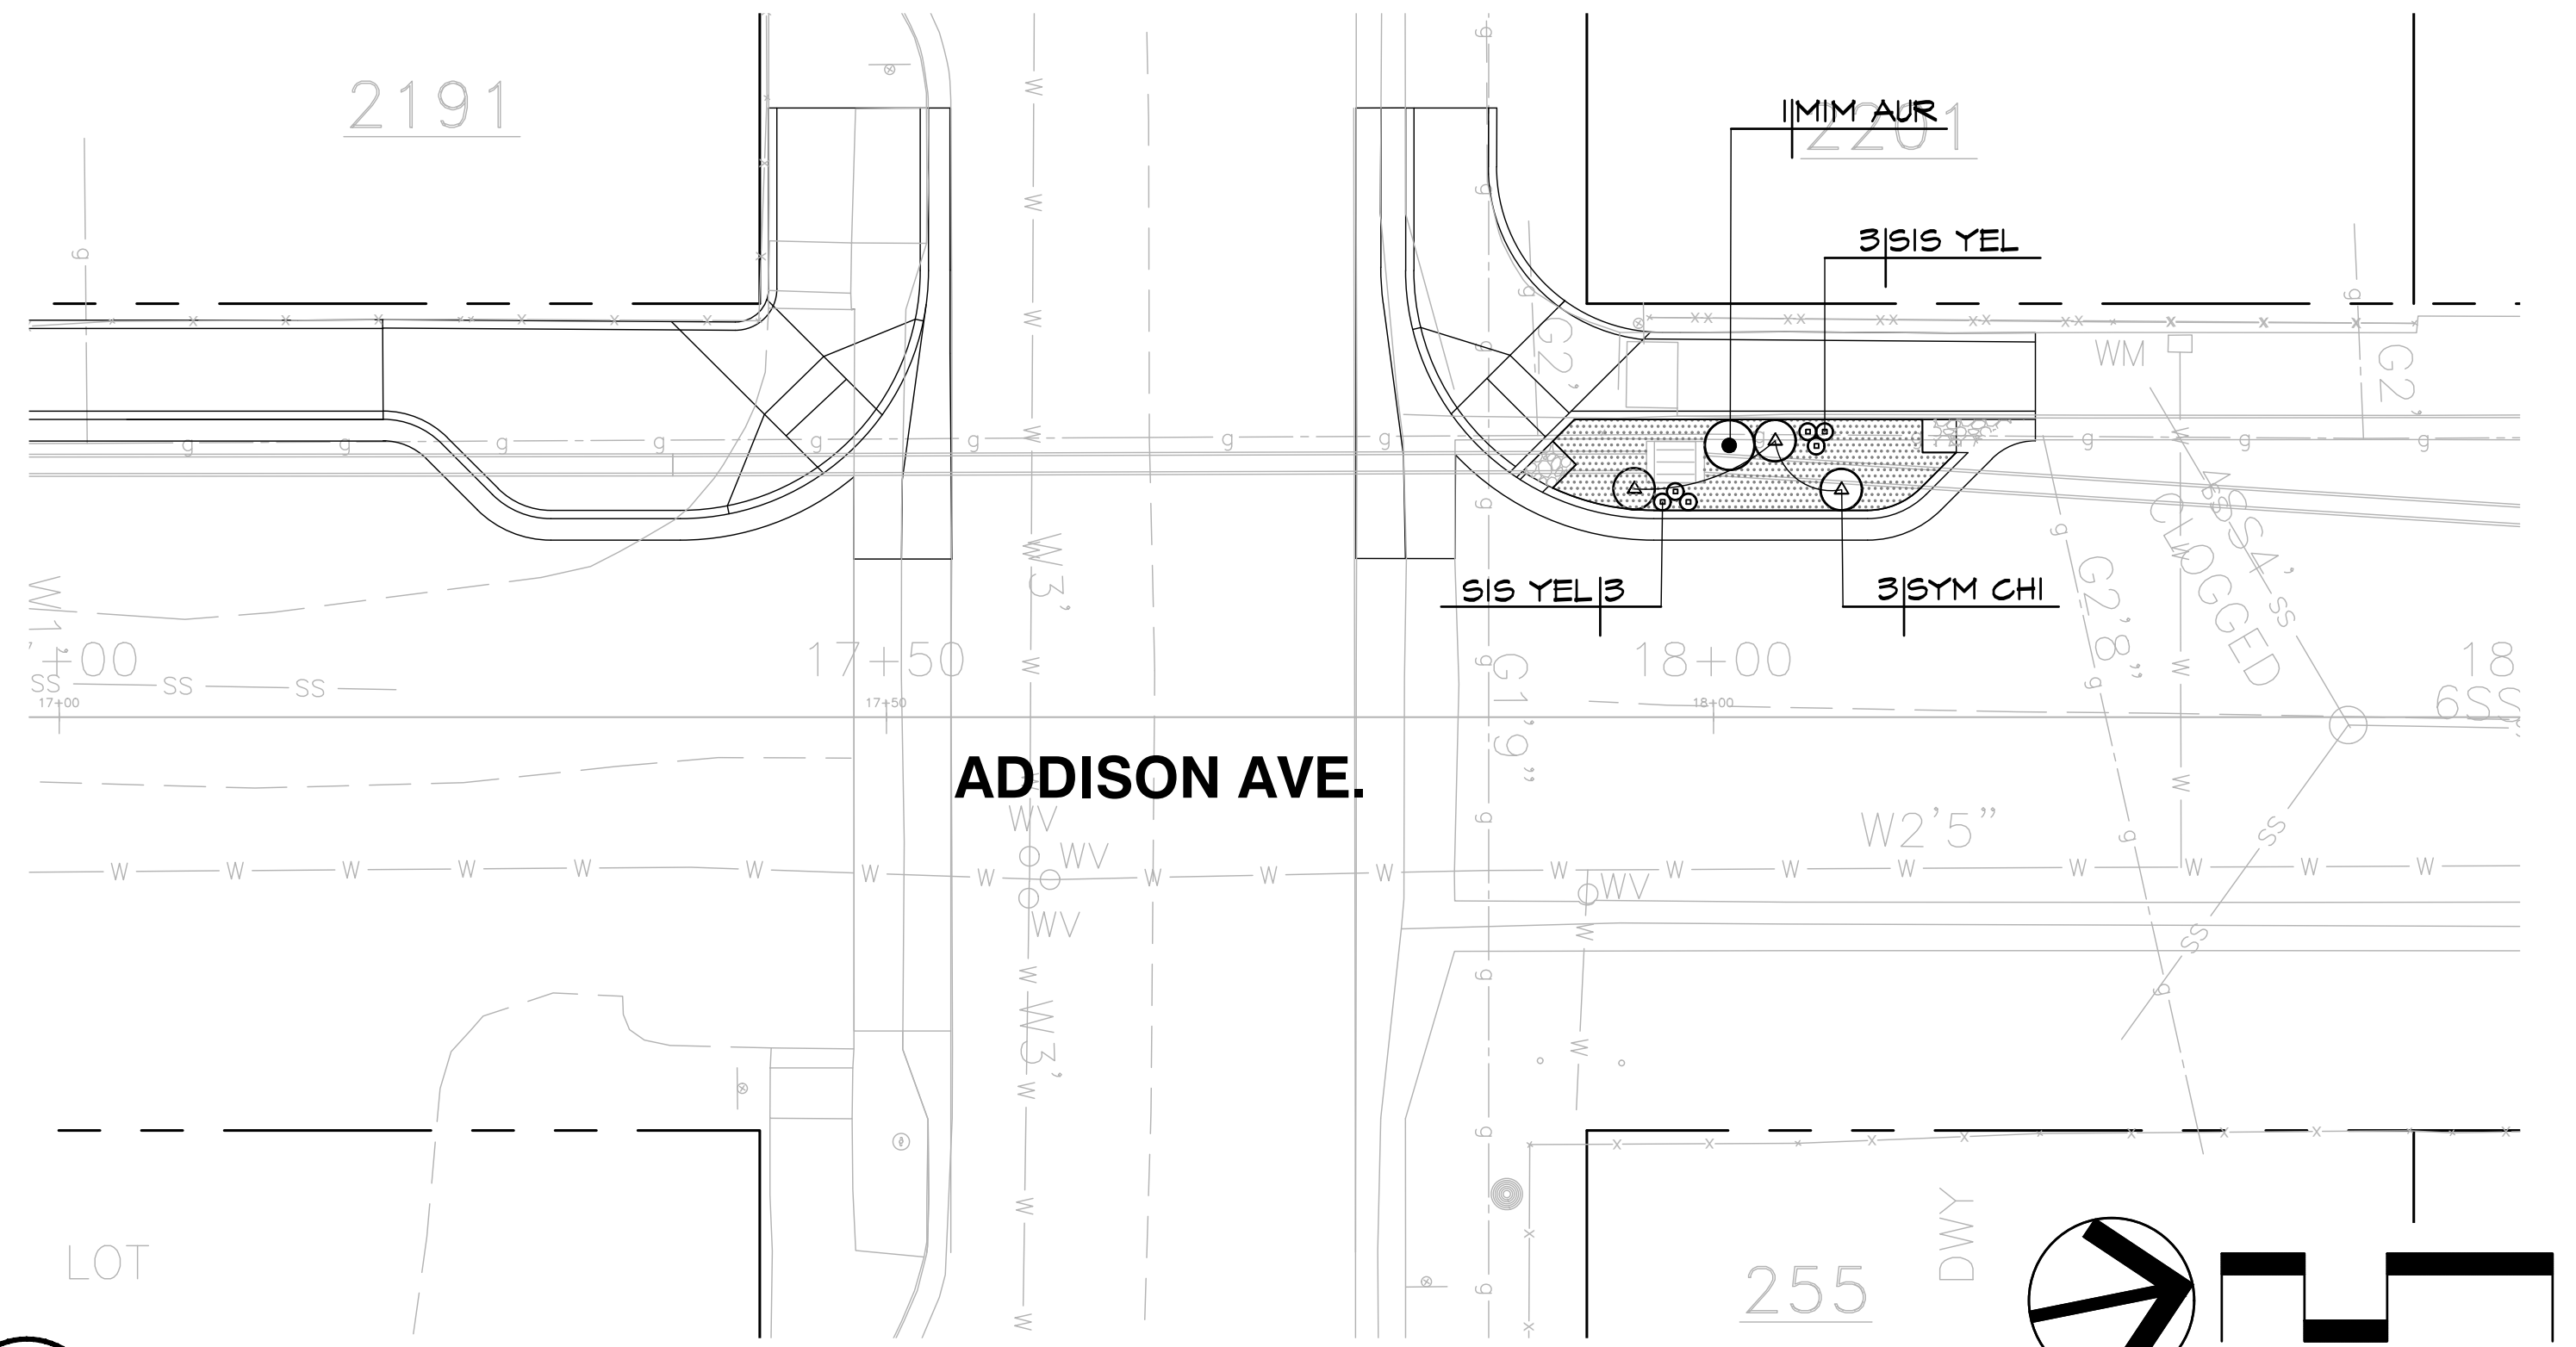 2191
1 MIM AUR
2201
3 SIS YEL
WM
G2'
G2'
SIS YEL 3
3 SYM CHI
W3'
SS4'
CLOGGED
G2'8"
W1'
+00
17+50
18+00
18
SS SS SS
6SS
17+00
17+50
18+00
G1'9"
ADDISON AVE.
WV
WV
WV
W2'5"
WV
W3'
LOT
DWY
255